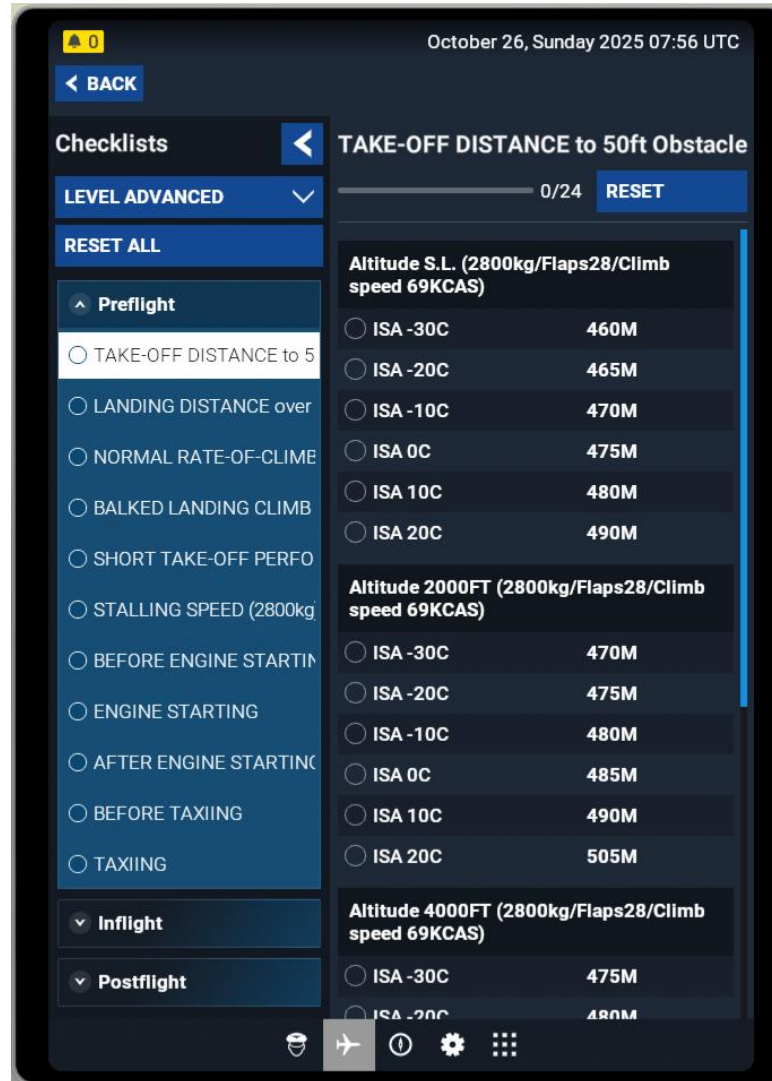 0
October 26, Sunday 2025 07:56 UTC
BACK
Checklists
LEVEL ADVANCED
RESET ALL
Preflight
TAKE-OFF DISTANCE to 5
LANDING DISTANCE over
NORMAL RATE-OF-CLIMB
BALKED LANDING CLIMB
SHORT TAKE-OFF PERFO
STALLING SPEED (2800kg)
BEFORE ENGINE STARTIN
ENGINE STARTING
AFTER ENGINE STARTING
BEFORE TAXIING
TAXIING
Inflight
Postflight
TAKE-OFF DISTANCE to 50ft Obstacle
0/24 RESET
Altitude S.L. (2800kg/Flaps28/Climb
speed 69KCAS)
ISA -30C 460M
ISA -20C 465M
ISA -10C 470M
ISA 0C 475M
ISA 10C 480M
ISA 20C 490M
Altitude 2000FT (2800kg/Flaps28/Climb
speed 69KCAS)
ISA -30C 470M
ISA -20C 475M
ISA -10C 480M
ISA 0C 485M
ISA 10C 490M
ISA 20C 505M
Altitude 4000FT (2800kg/Flaps28/Climb
speed 69KCAS)
ISA -30C 475M
ISA -20C 480M